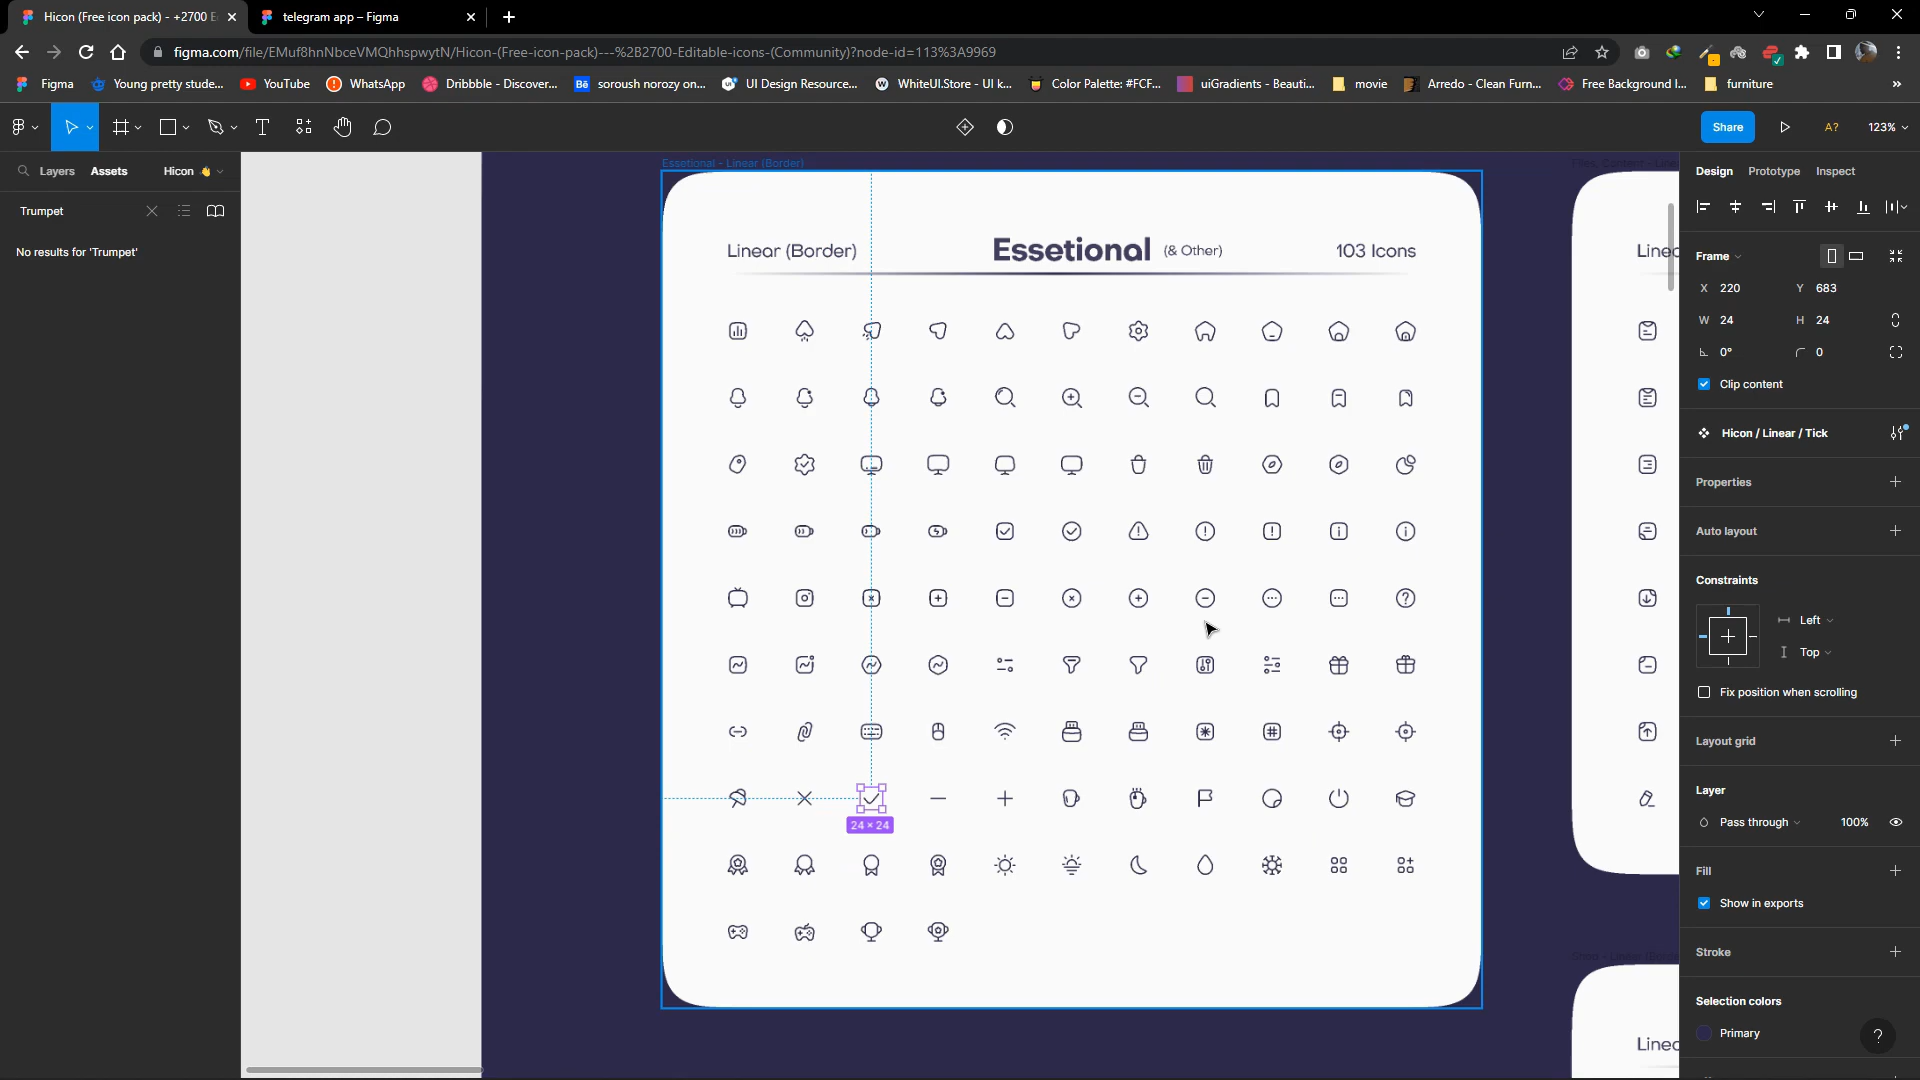 Hicon (Free icon pack) - +2700 E
telegram app – Figma
figma.com/file/EMuf8hnNbceVMQhhspwytN/Hicon-(Free-icon-pack)---%2B2700-Editable-icons-(Community)?node-id=113%3A9969
Figma
Young pretty stude...
YouTube
WhatsApp
Dribbble - Discover...
Bē soroush norozy on...
UI Design Resource...
WhiteUI.Store - UI k...
Color Palette: #FCF...
uiGradients - Beauti...
movie
Arredo - Clean Furn...
Free Background I...
furniture
»
Share
A?
123%
Layers
Assets
Hicon
Trumpet
No results for 'Trumpet'
Essetional - Linear (Border)
Linear (Border)
Essetional
(& Other)
103 Icons
24 × 24
Design
Prototype
Inspect
Frame
X 220
Y 683
W 24
H 24
0°
0
Clip content
Hicon / Linear / Tick
Properties
Auto layout
Constraints
Left
Top
Fix position when scrolling
Layout grid
Layer
Pass through
100%
Fill
Show in exports
Stroke
Selection colors
Primary
?